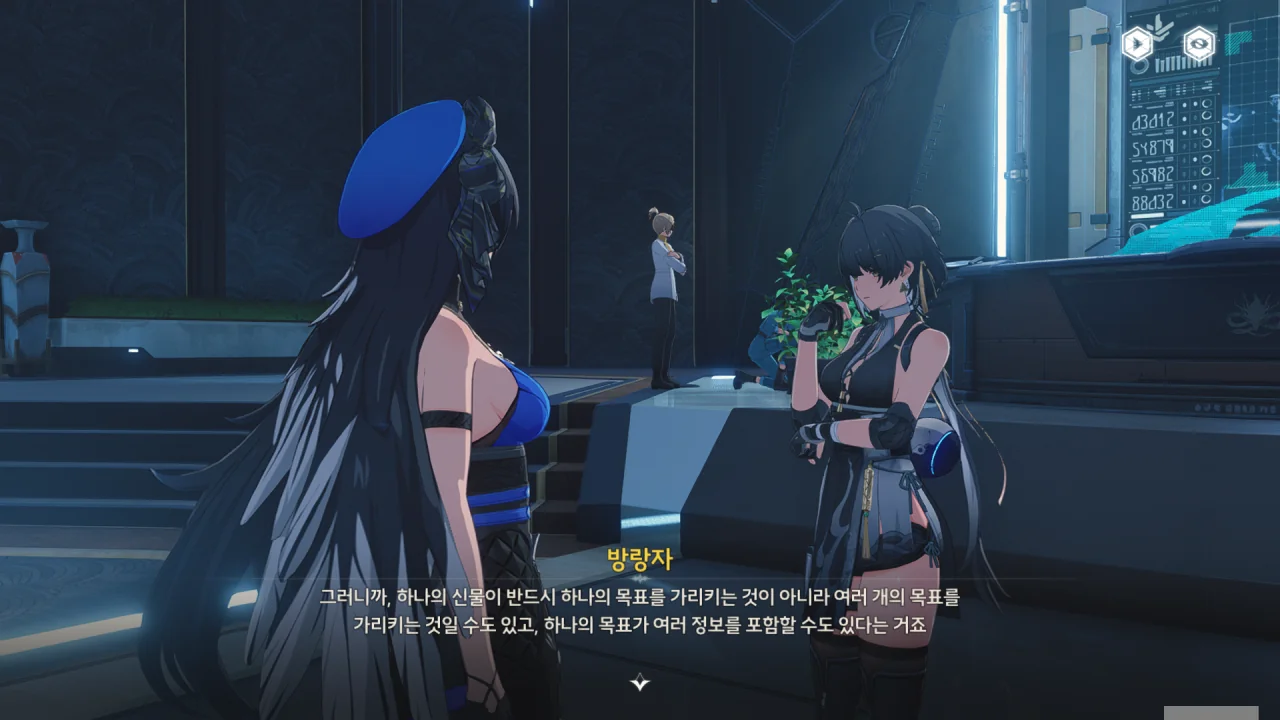 방랑자
그러니까, 하나의 신물이 반드시 하나의 목표를 가리키는 것이 아니라 여러 개의 목표를
가리키는 것일 수도 있고, 하나의 목표가 여러 정보를 포함할 수도 있다는 거죠